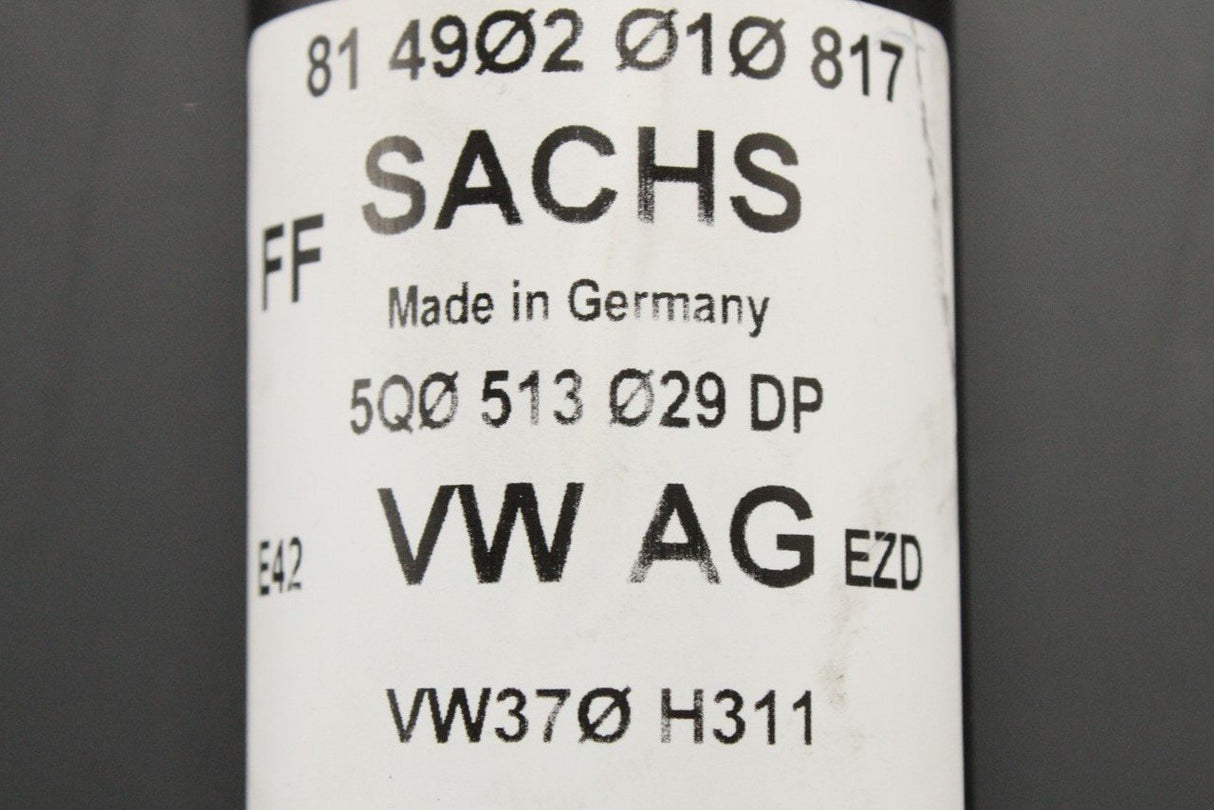 81 49Ø2 Ø1Ø 817
SACHS
FF
Made in Germany
5QØ 513 Ø29 DP
VW AG
E42
EZD
VW37Ø H311